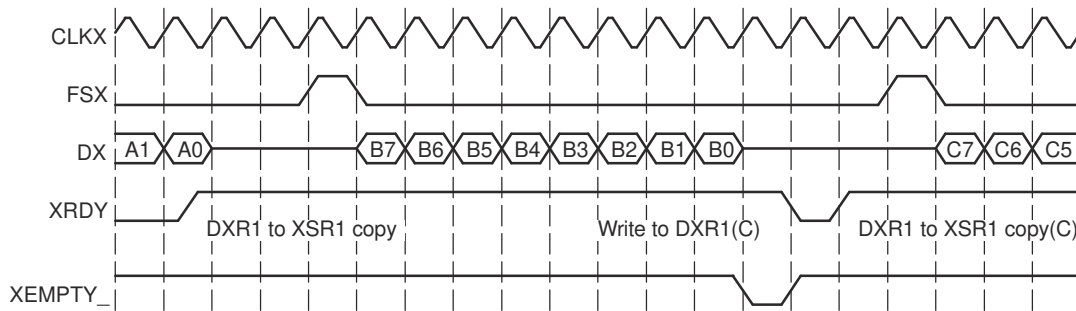 CLKX
FSX
DX A1 A0 B7 B6 B5 B4 B3 B2 B1 B0 C7 C6 C5
XRDY
DXR1 to XSR1 copy Write to DXR1(C) DXR1 to XSR1 copy(C)
XEMPTY_